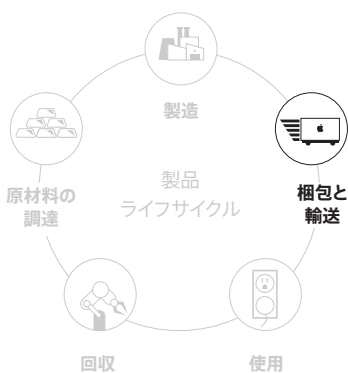 製造
原材料の
調達
製品
ライフサイクル
梱包と
輸送
回収
使用